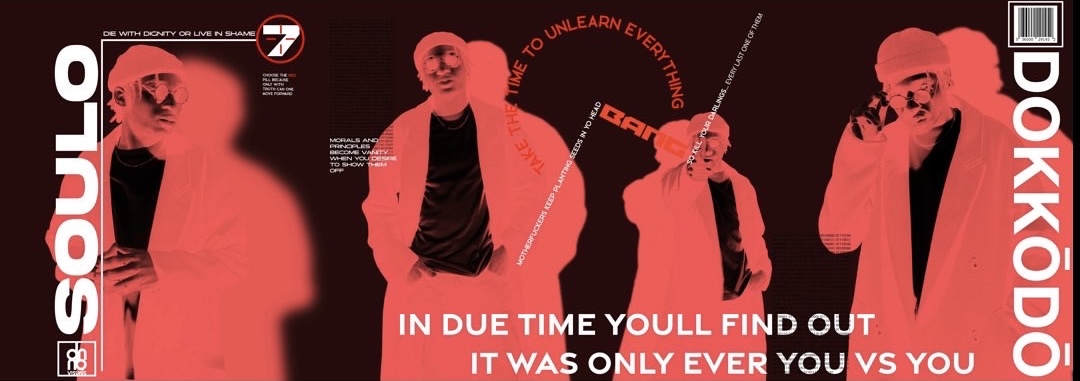 DIE WITH DIGNITY OR LIVE IN SHAME
7
CHOOSE THE RED
PILL BECAUSE
ONLY WITH
TRUTH CAN ONE
MOVE FORWARD
SOULO
MORALS AND
PRINCIPLES
BECOME VANITY
WHEN YOU DESIRE
TO SHOW THEM
OFF
TAKE THE TIME TO UNLEARN EVERYTHING
MOTHERFUCKERS KEEP PLANTING SEEDS IN YO HEAD
BANG
SO KILL YOUR DARLINGS... EVERY LAST ONE OF THEM
IN DUE TIME YOULL FIND OUT
IT WAS ONLY EVER YOU VS YOU
DOKKŌDŌ